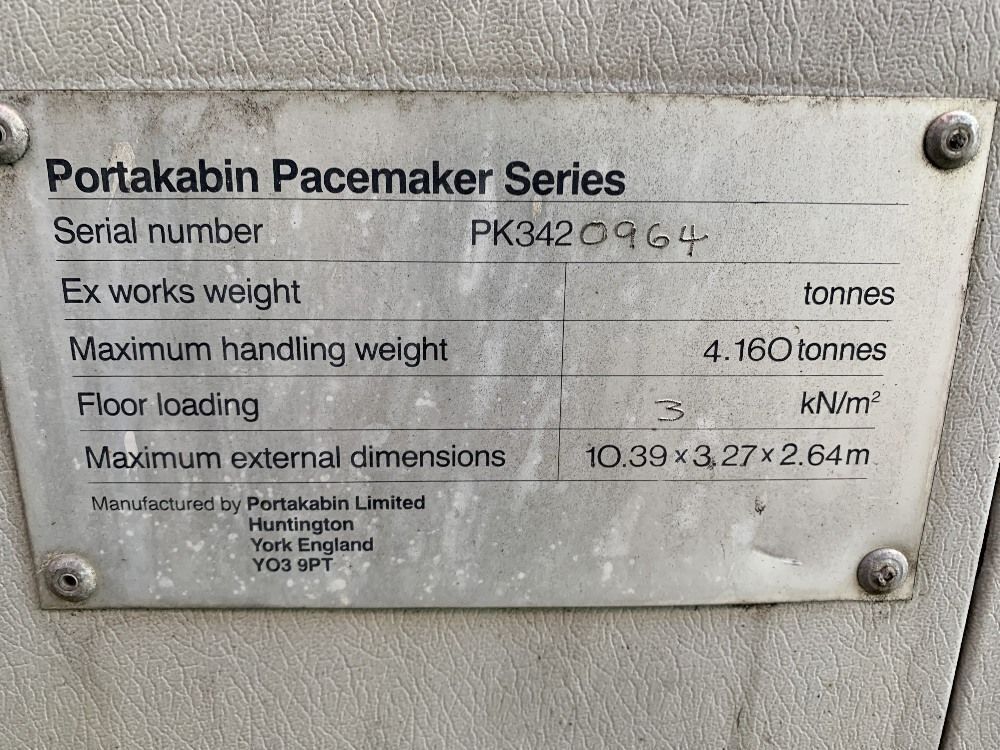 Portakabin Pacemaker Series
Serial number PK3420964
Ex works weight tonnes
Maximum handling weight 4.160 tonnes
Floor loading 3 kN/m²
Maximum external dimensions 10.39 x 3.27 x 2.64m
Manufactured by Portakabin Limited
Huntington
York England
YO3 9PT